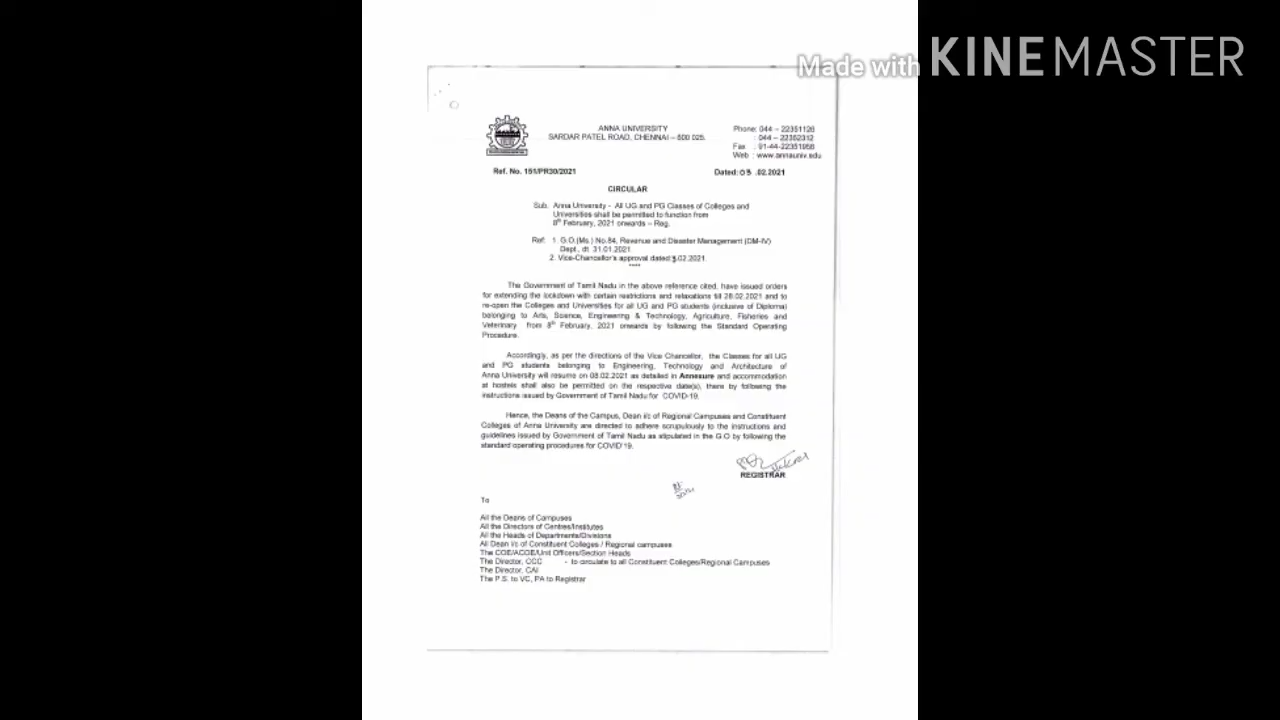 Made with KINEMASTER
ANNA UNIVERSITY
SARDAR PATEL ROAD, CHENNAI – 600 025.
Phone: 044 – 22351126
: 044 – 22352312
Fax : 91-44-22351956
Web : www.annauniv.edu
Ref. No. 151/PR30/2021
Dated: 03 .02.2021
CIRCULAR
Sub: Anna University - All UG and PG Classes of Colleges and
Universities shall be permitted to function from
8th February, 2021 onwards – Reg.
Ref: 1. G.O.(Ms.) No.84, Revenue and Disaster Management (DM-IV)
Dept., dt 31.01.2021
2. Vice-Chancellor's approval dated 3.02.2021.
****
The Government of Tamil Nadu in the above reference cited, have issued orders
for extending the lockdown with certain restrictions and relaxations till 28.02.2021 and to
re-open the Colleges and Universities for all UG and PG students (inclusive of Diploma)
belonging to Arts, Science, Engineering & Technology, Agriculture, Fisheries and
Veterinary from 8th February, 2021 onwards by following the Standard Operating
Procedure.
Accordingly, as per the directions of the Vice Chancellor, the Classes for all UG
and PG students belonging to Engineering, Technology and Architecture of
Anna University will resume on 08.02.2021 as detailed in Annexure and accommodation
at hostels shall also be permitted on the respective date(s), there by following the
instructions issued by Government of Tamil Nadu for COVID-19.
Hence, the Deans of the Campus, Dean i/c of Regional Campuses and Constituent
Colleges of Anna University are directed to adhere scrupulously to the instructions and
guidelines issued by Government of Tamil Nadu as stipulated in the G.O by following the
standard operating procedures for COVID'19.
REGISTRAR
To
All the Deans of Campuses
All the Directors of Centres/Institutes
All the Heads of Departments/Divisions
All Dean i/c of Constituent Colleges / Regional campuses
The COE/ACOE/Unit Officers/Section Heads
The Director, CCC - to circulate to all Constituent Colleges/Regional Campuses
The Director, CAI
The P.S. to VC, PA to Registrar